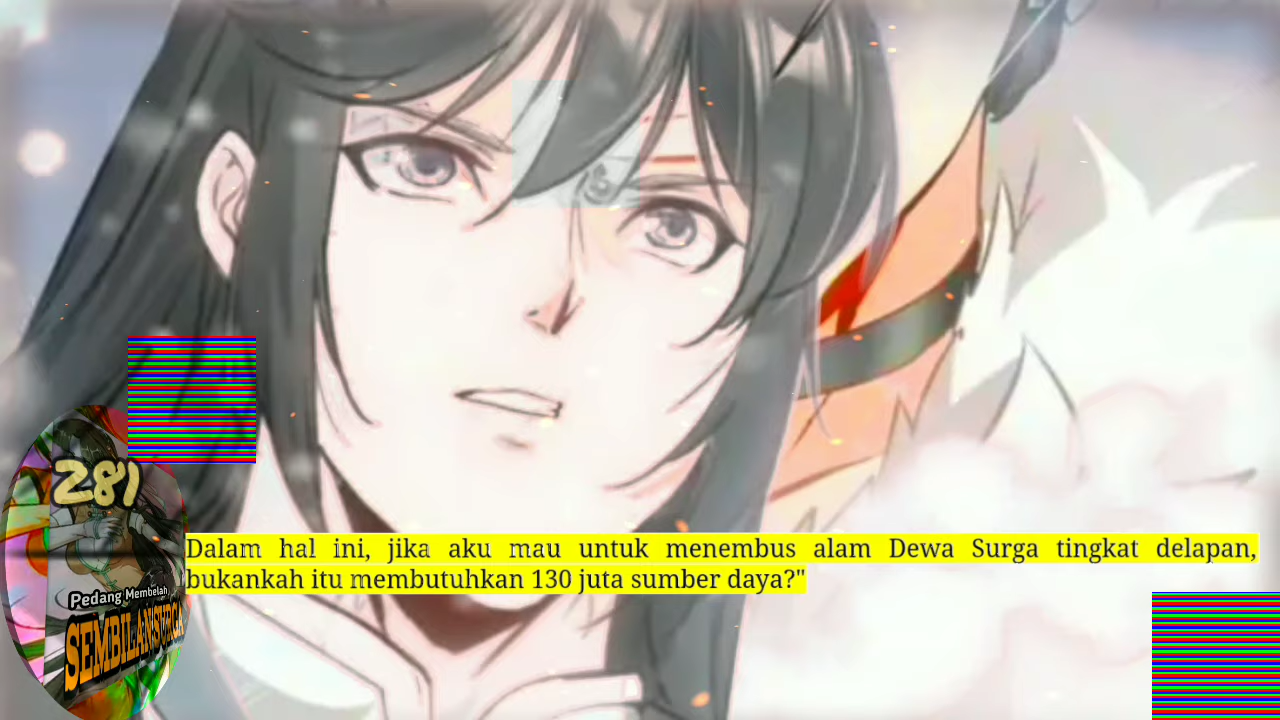 281
Pedang Membelah
SEMBILAN SURGA
Dalam hal ini, jika aku mau untuk menembus alam Dewa Surga tingkat delapan,
bukankah itu membutuhkan 130 juta sumber daya?"